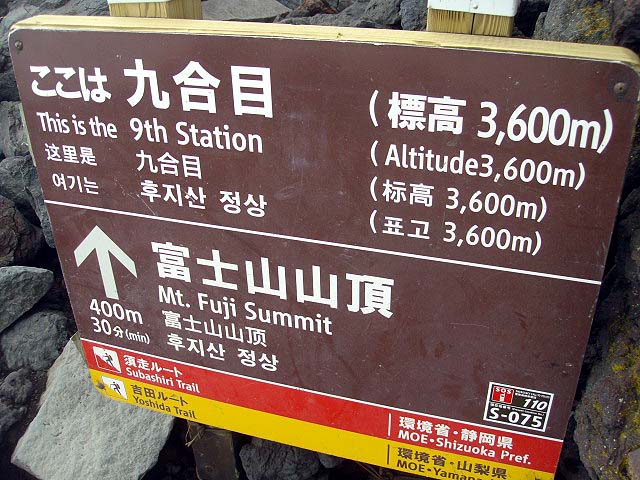 ここは 九合目 (標高 3,600m)
This is the 9th Station (Altitude3,600m)
这里是 九合目 (标高 3,600m)
여기는 후지산 정상 (표고 3,600m)
富士山山頂
Mt. Fuji Summit
400m 富士山山顶
30分(min) 후지산 정상
須走ルート
Subashiri Trail
吉田ルート
Yoshida Trail
SOS
110
S-075
環境省・静岡県
MOE・Shizuoka Pref.
環境省・山梨県